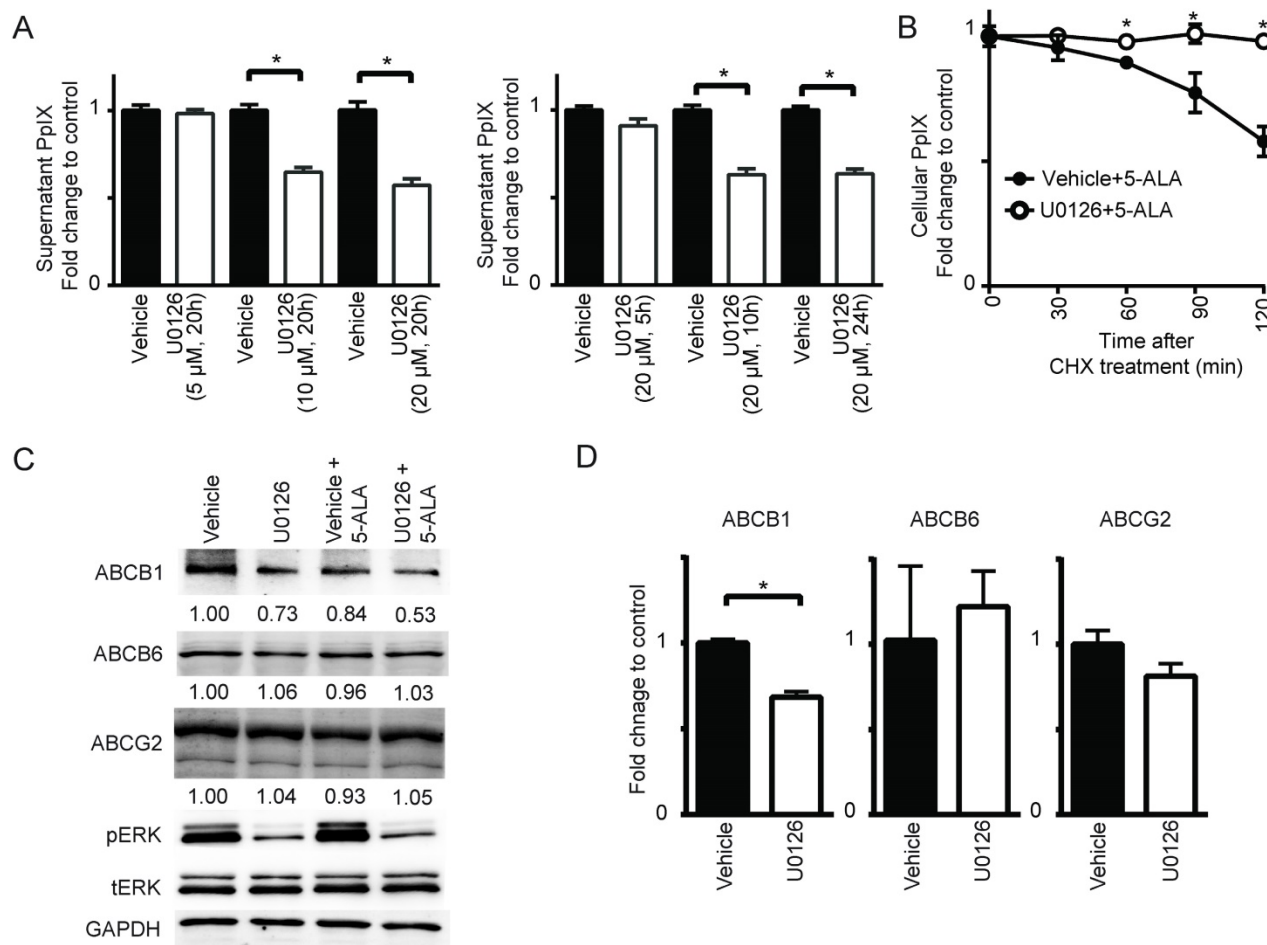 A
Supernatant PpIX
Fold change to control
1
0
*
*
Vehicle
U0126
(5 µM, 20h)
Vehicle
U0126
(10 µM, 20h)
Vehicle
U0126
(20 µM, 20h)
Supernatant PpIX
Fold change to control
1
0
*
*
Vehicle
U0126
(20 µM, 5h)
Vehicle
U0126
(20 µM, 10h)
Vehicle
U0126
(20 µM, 24h)
B
Cellular PpIX
Fold change to control
1
0
* * *
Vehicle+5-ALA
U0126+5-ALA
0 30 60 90 120
Time after
CHX treatment (min)
C
Vehicle
U0126
Vehicle +
5-ALA
U0126 +
5-ALA
ABCB1
1.00 0.73 0.84 0.53
ABCB6
1.00 1.06 0.96 1.03
ABCG2
1.00 1.04 0.93 1.05
pERK
tERK
GAPDH
D
Fold chnage to control
ABCB1
1
0
*
Vehicle
U0126
ABCB6
1
0
Vehicle
U0126
ABCG2
1
0
Vehicle
U0126